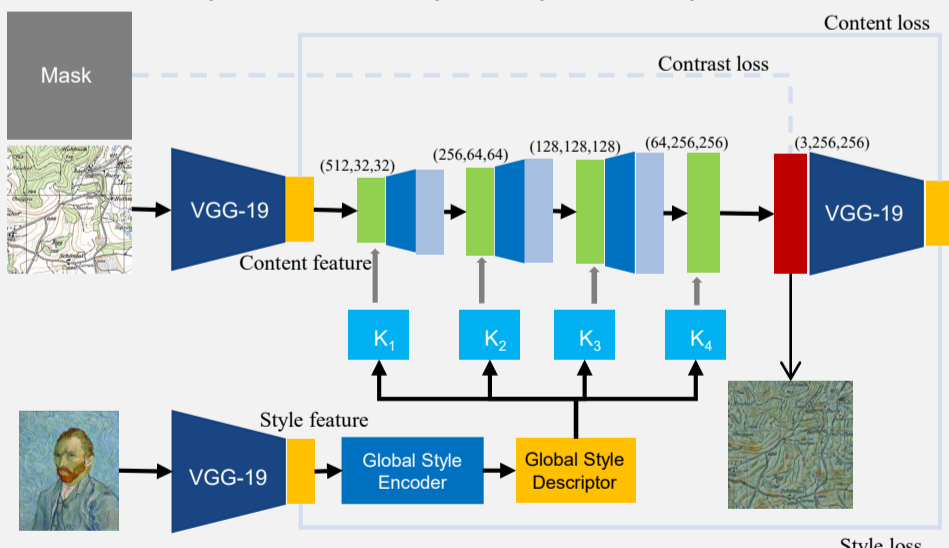 Content loss
Mask
Contrast loss
(512,32,32)
(256,64,64)
(128,128,128)
(64,256,256)
(3,256,256)
VGG-19
VGG-19
Content feature
K1
K2
K3
K4
Style feature
VGG-19
Global Style
Encoder
Global Style
Descriptor
Style loss